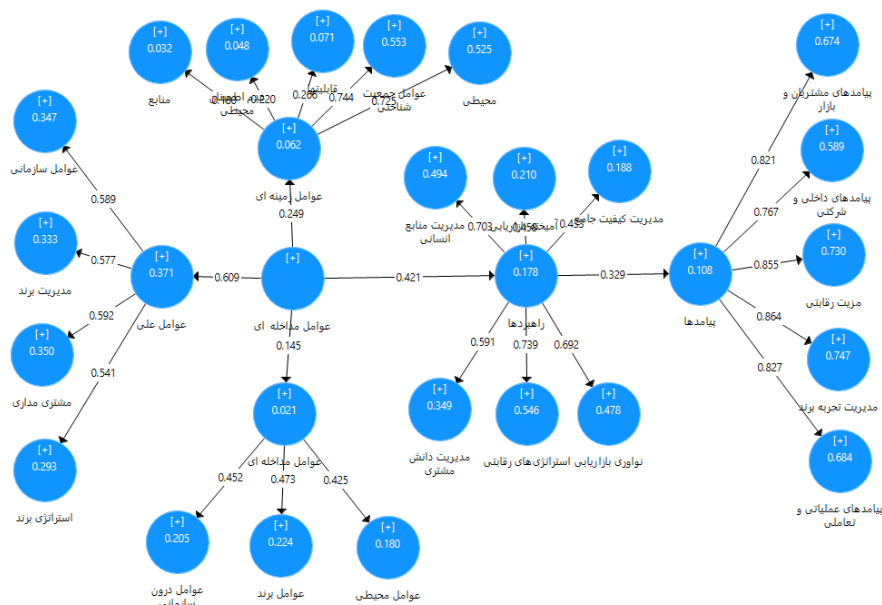 [+]
0.032
منابع
[+]
0.048
محیطی
[+]
0.071
قابلیتها
[+]
0.553
عوامل جمعیت
شناختی
[+]
0.525
محیطی
0.220
0.266
0.744
0.725
[+]
0.062
عوامل زمینه ای
0.249
[+]
0.347
عوامل سازمانی
0.589
[+]
0.333
مدیریت برند
0.577
[+]
0.371
عوامل علی
0.609
[+]
0.350
مشتری مداری
0.592
[+]
0.293
استراتژی برند
0.541
[+]
عوامل مداخله ای
0.145
0.421
[+]
0.021
عوامل مداخله ای
0.452
0.473
0.425
[+]
0.205
عوامل درون
سازمانی
[+]
0.224
عوامل برند
[+]
0.180
عوامل محیطی
[+]
0.494
مدیریت منابع
انسانی
0.703
[+]
0.210
آمیخته بازاریابی
[+]
0.188
مدیریت کیفیت جامع
[+]
0.178
راهبردها
0.329
0.591
0.739
0.692
[+]
0.349
مدیریت دانش
مشتری
[+]
0.546
استراتژی های رقابتی
[+]
0.478
نوآوری بازاریابی
[+]
0.108
پیامدها
[+]
0.674
پیامدهای مشتریان و
بازار
0.821
[+]
0.589
پیامدهای داخلی و
شرکتی
0.767
[+]
0.730
مزیت رقابتی
0.855
[+]
0.747
مدیریت تجربه برند
0.864
[+]
0.684
پیامدهای عملیاتی و
تعاملی
0.827